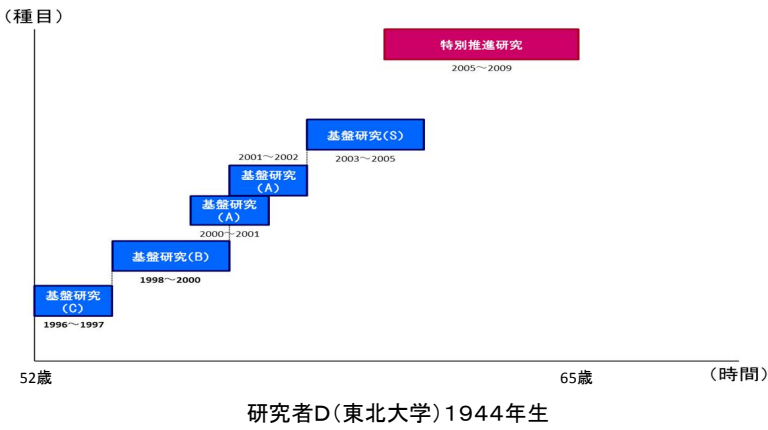 （種目）
特別推進研究
2005～2009
基盤研究(S)
2003～2005
2001～2002
基盤研究
（A）
基盤研究
（A）
2000～2001
基盤研究(B)
1998～2000
基盤研究
（C）
1996～1997
52歳
65歳
（時間）
研究者Ｄ（東北大学）１９４４年生